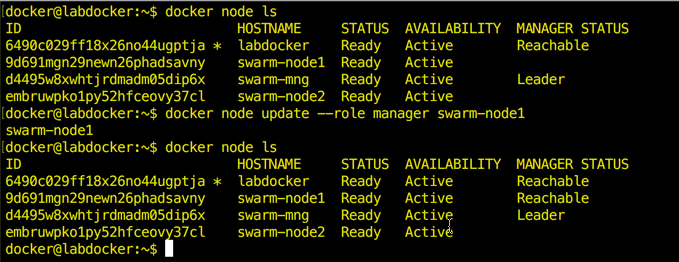 [docker@labdocker:~$ docker node ls
ID HOSTNAME STATUS AVAILABILITY MANAGER STATUS
6490c029ff18x26no44ugptja * labdocker Ready Active Reachable
9d691mgn29newn26phadsavny swarm-node1 Ready Active
d4495w8xwhtjrdmadm05dip6x swarm-mng Ready Active Leader
embruwpko1py52hfceovy37cl swarm-node2 Ready Active
[docker@labdocker:~$ docker node update --role manager swarm-node1
swarm-node1
[docker@labdocker:~$ docker node ls
ID HOSTNAME STATUS AVAILABILITY MANAGER STATUS
6490c029ff18x26no44ugptja * labdocker Ready Active Reachable
9d691mgn29newn26phadsavny swarm-node1 Ready Active Reachable
d4495w8xwhtjrdmadm05dip6x swarm-mng Ready Active Leader
embruwpko1py52hfceovy37cl swarm-node2 Ready Active
docker@labdocker:~$